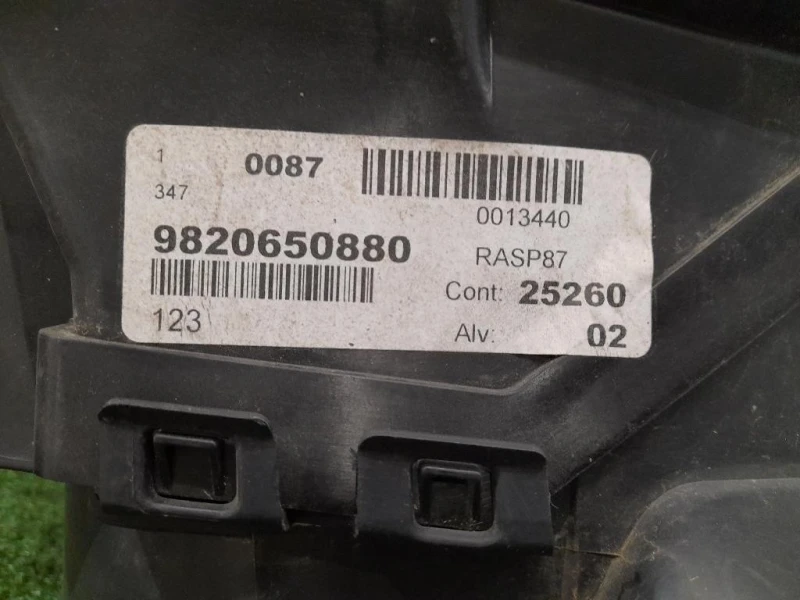 1 0087
347 0013440
9820650880 RASP87
Cont: 25260
123 Alv: 02